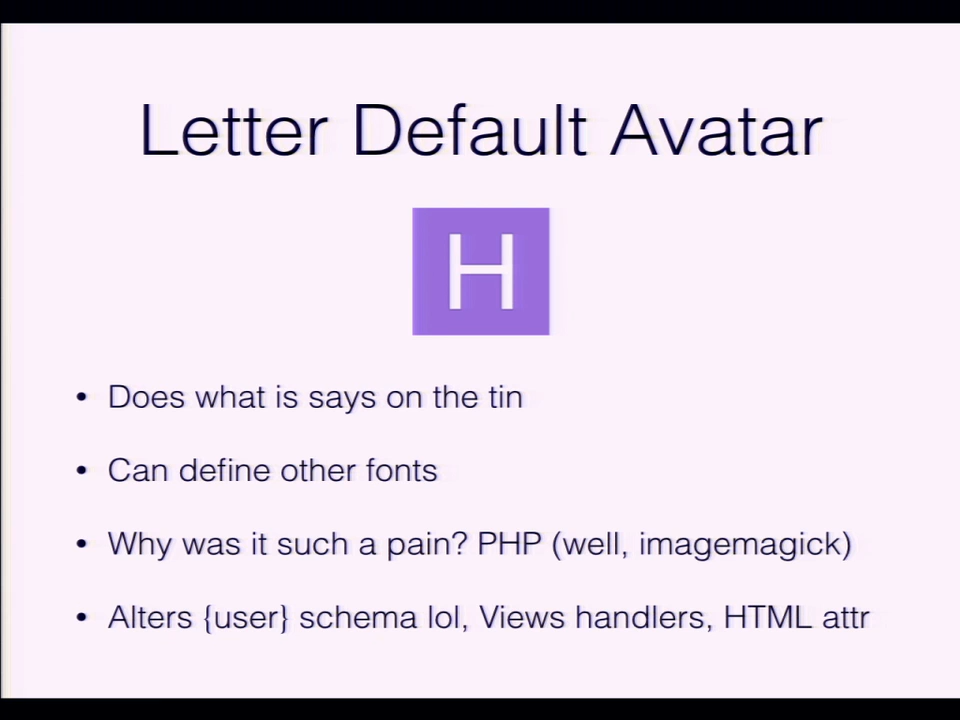 Letter Default Avatar
H
• Does what is says on the tin
• Can define other fonts
• Why was it such a pain? PHP (well, imagemagick)
• Alters {user} schema lol, Views handlers, HTML attr